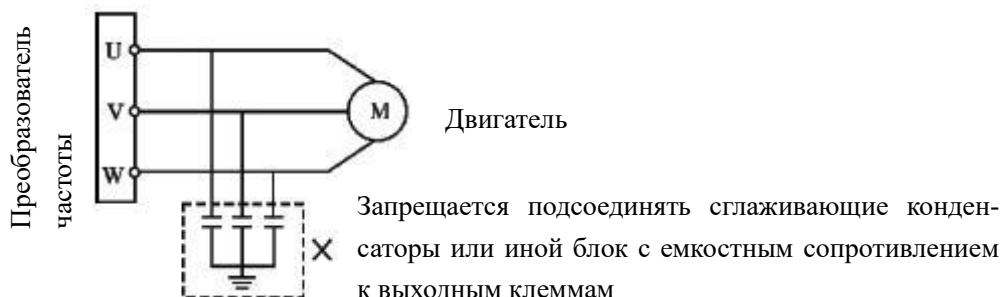 Преобразователь
частоты
U
V
W
M
Двигатель
Запрещается подсоединять сглаживающие конден-
саторы или иной блок с емкостным сопротивлением
к выходным клеммам